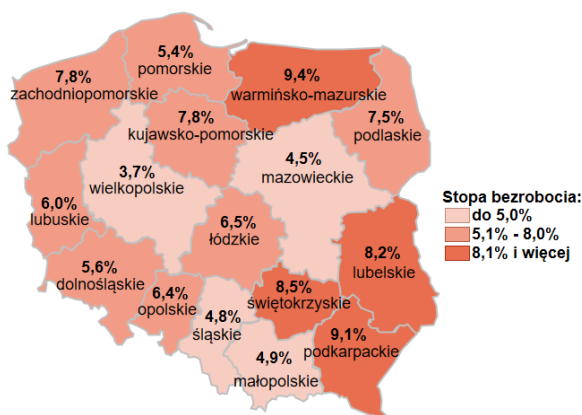 5,4%
pomorskie
7,8%
zachodniopomorskie
9,4%
warmińsko-mazurskie
7,8%
kujawsko-pomorskie
7,5%
podlaskie
3,7%
wielkopolskie
4,5%
mazowieckie
6,0%
lubuskie
6,5%
łódzkie
Stopa bezrobocia:
do 5,0%
5,1% - 8,0%
8,1% i więcej
8,2%
lubelskie
5,6%
dolnośląskie
6,4%
opolskie
8,5%
świętokrzyskie
4,8%
śląskie
9,1%
podkarpackie
4,9%
małopolskie